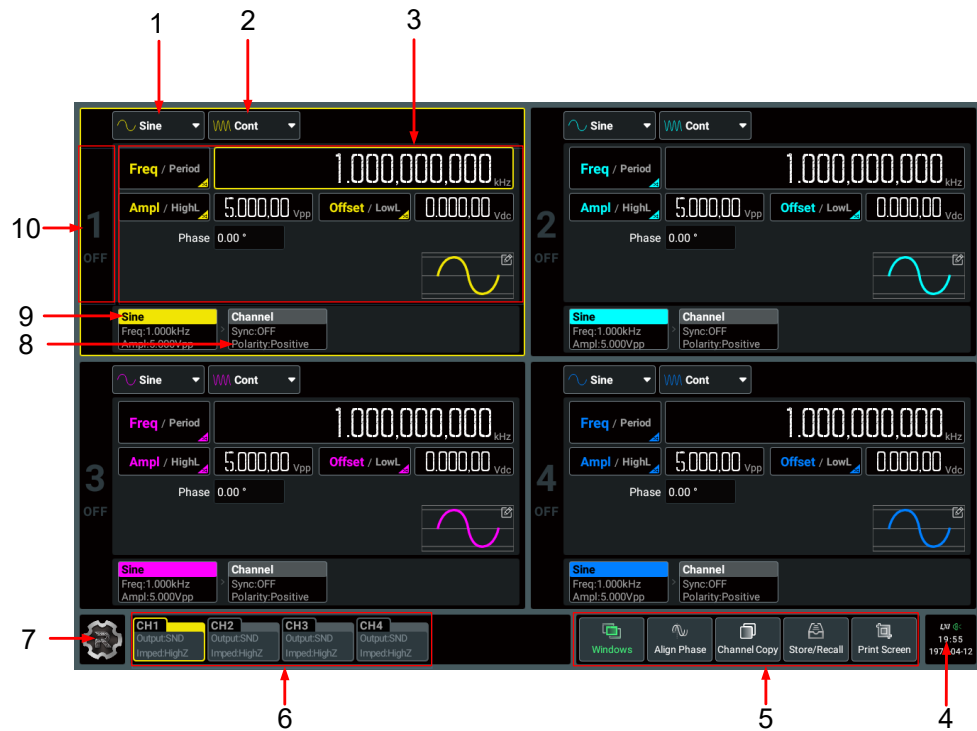 1 2 3
Sine Cont
Freq / Period 1.000,000,000 kHz
Ampl / HighL 5.000,00 Vpp Offset / LowL 0.000,00 Vdc
Phase 0.00 °
10 1
OFF
9 Sine Channel
Freq:1.000kHz Sync:OFF
8 Ampl:5.000Vpp Polarity:Positive
Sine Cont
Freq / Period 1.000,000,000 kHz
Ampl / HighL 5.000,00 Vpp Offset / LowL 0.000,00 Vdc
Phase 0.00 °
2
OFF
Sine Channel
Freq:1.000kHz Sync:OFF
Ampl:5.000Vpp Polarity:Positive
Sine Cont
Freq / Period 1.000,000,000 kHz
Ampl / HighL 5.000,00 Vpp Offset / LowL 0.000,00 Vdc
Phase 0.00 °
3
OFF
Sine Channel
Freq:1.000kHz Sync:OFF
Ampl:5.000Vpp Polarity:Positive
Sine Cont
Freq / Period 1.000,000,000 kHz
Ampl / HighL 5.000,00 Vpp Offset / LowL 0.000,00 Vdc
Phase 0.00 °
4
OFF
Sine Channel
Freq:1.000kHz Sync:OFF
Ampl:5.000Vpp Polarity:Positive
7
CH1 CH2 CH3 CH4
Output:SND Output:SND Output:SND Output:SND
Imped:HighZ Imped:HighZ Imped:HighZ Imped:HighZ
Windows Align Phase Channel Copy Store/Recall Print Screen
LXI
19:55
04-12
6 5 4